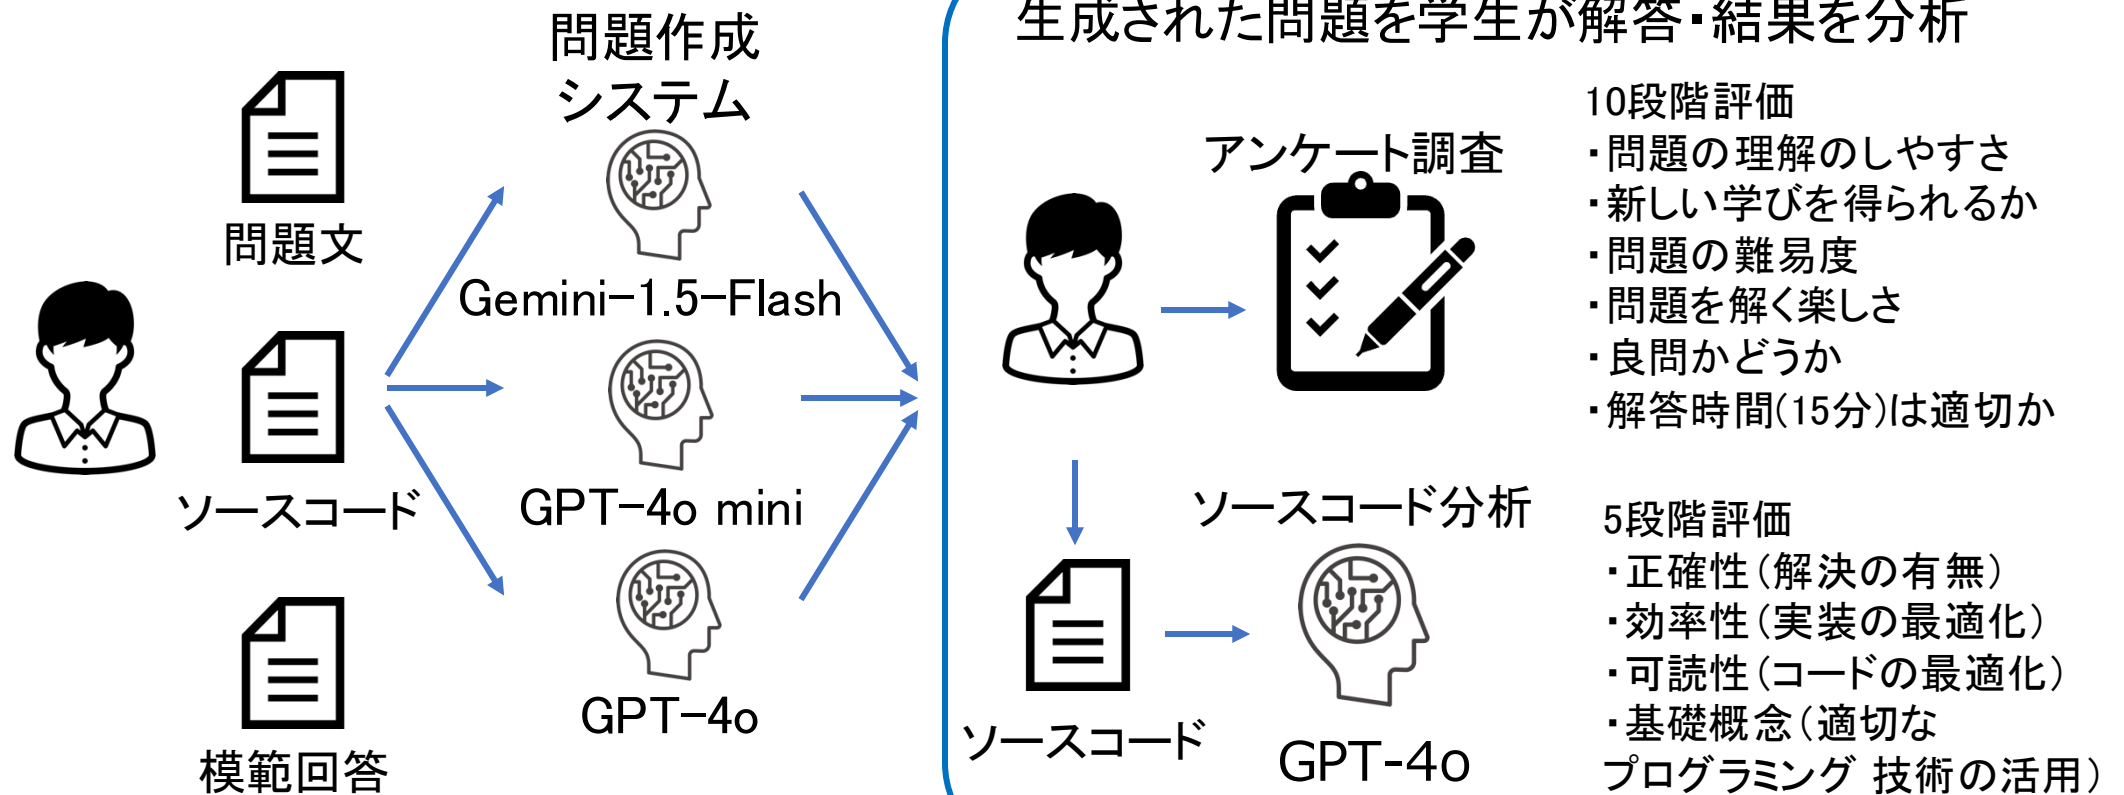 問題文
ソースコード
模範回答
問題作成
システム
Gemini-1.5-Flash
GPT-4o mini
GPT-4o
生成された問題を学生が解答・結果を分析
アンケート調査
10段階評価
・問題の理解のしやすさ
・新しい学びを得られるか
・問題の難易度
・問題を解く楽しさ
・良問かどうか
・解答時間(15分)は適切か
ソースコード
ソースコード分析
GPT-4o
5段階評価
・正確性(解決の有無)
・効率性(実装の最適化)
・可読性(コードの最適化)
・基礎概念(適切な
プログラミング 技術の活用)